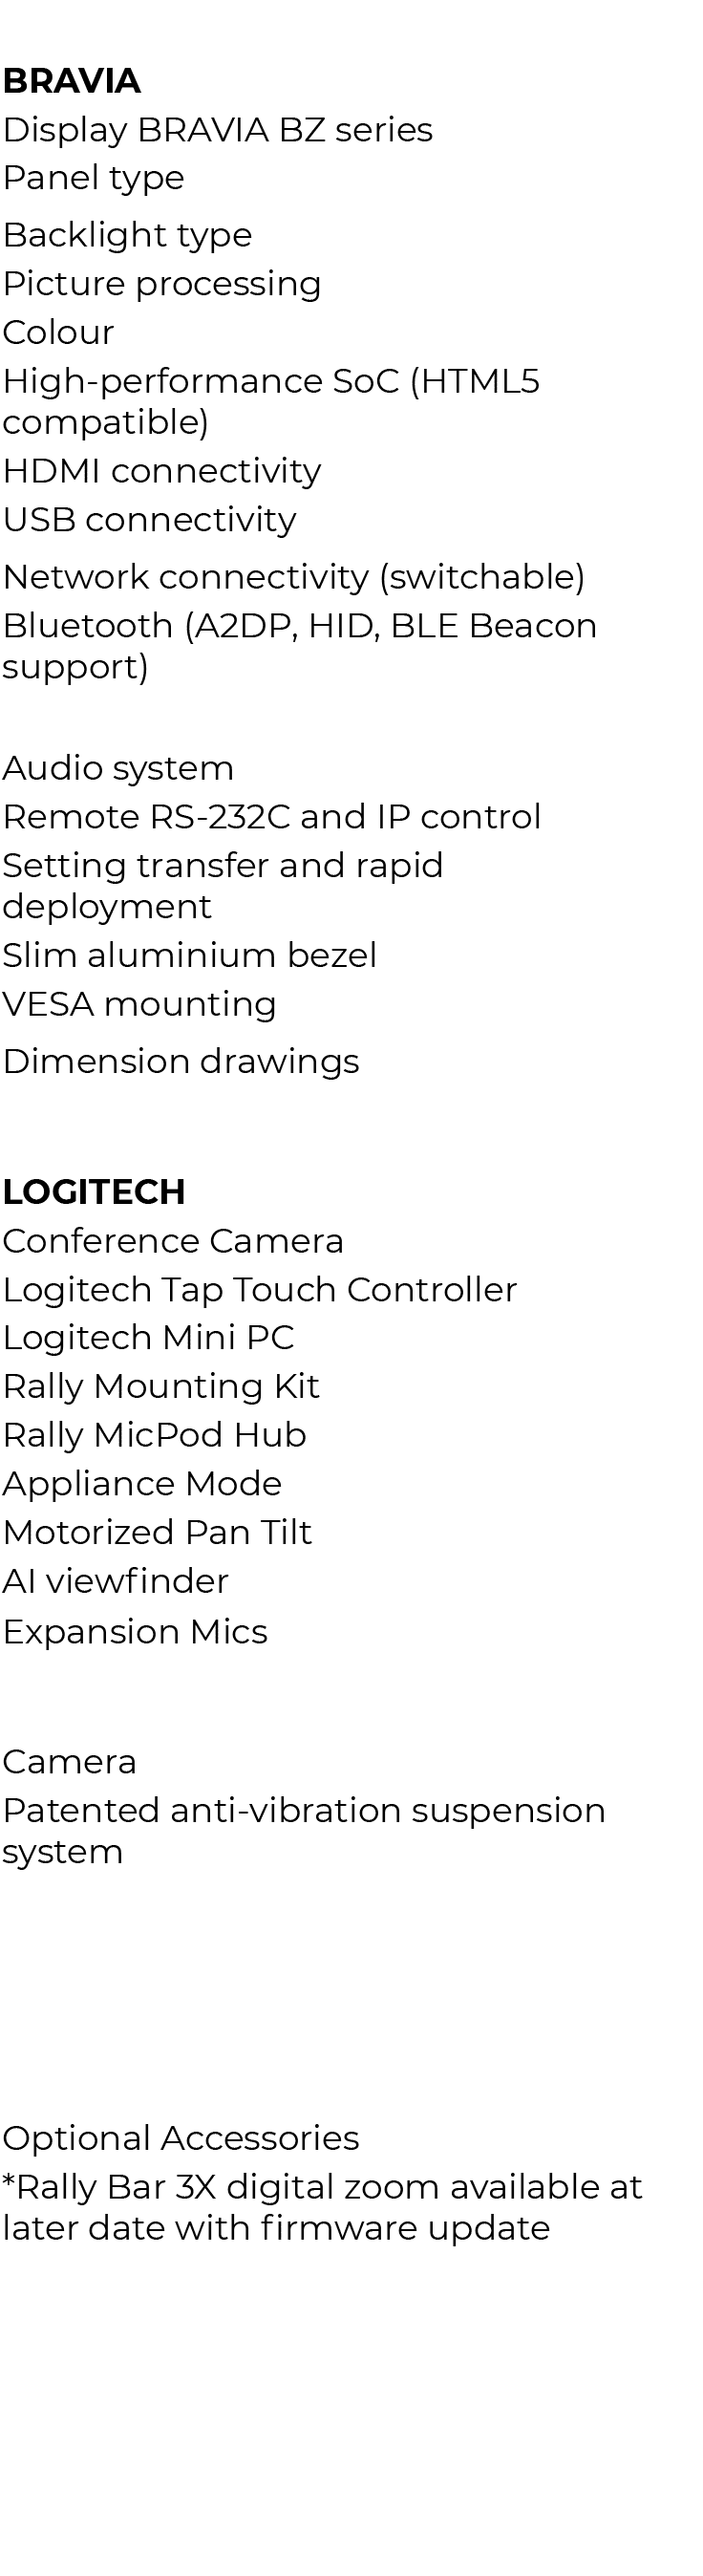 BRAVIA
Display BRAVIA BZ series
Panel type
Backlight type
Picture processing
Colour
High-performance SoC (HTML5
compatible)
HDMI connectivity
USB connectivity
Network connectivity (switchable)
Bluetooth (A2DP, HID, BLE Beacon
support)
Audio system
Remote RS-232C and IP control
Setting transfer and rapid
deployment
Slim aluminium bezel
VESA mounting
Dimension drawings
LOGITECH
Conference Camera
Logitech Tap Touch Controller
Logitech Mini PC
Rally Mounting Kit
Rally MicPod Hub
Appliance Mode
Motorized Pan Tilt
AI viewfinder
Expansion Mics
Camera
Patented anti-vibration suspension
system
Optional Accessories
*Rally Bar 3X digital zoom available at
later date with firmware update